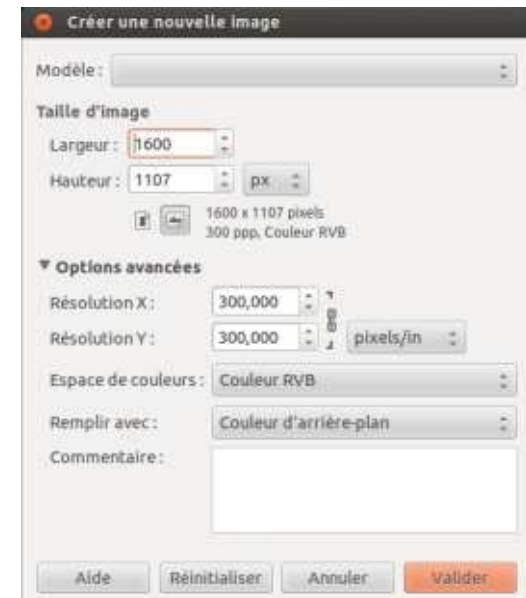 Créer une nouvelle image
Modèle :
Taille d'image
Largeur : 1600
Hauteur : 1107 px
1600 x 1107 pixels
300 ppp, Couleur RVB
Options avancées
Résolution X : 300,000
Résolution Y : 300,000 pixels/in
Espace de couleurs : Couleur RVB
Remplir avec : Couleur d'arrière-plan
Commentaire :
Aide Réinitialiser Annuler Valider